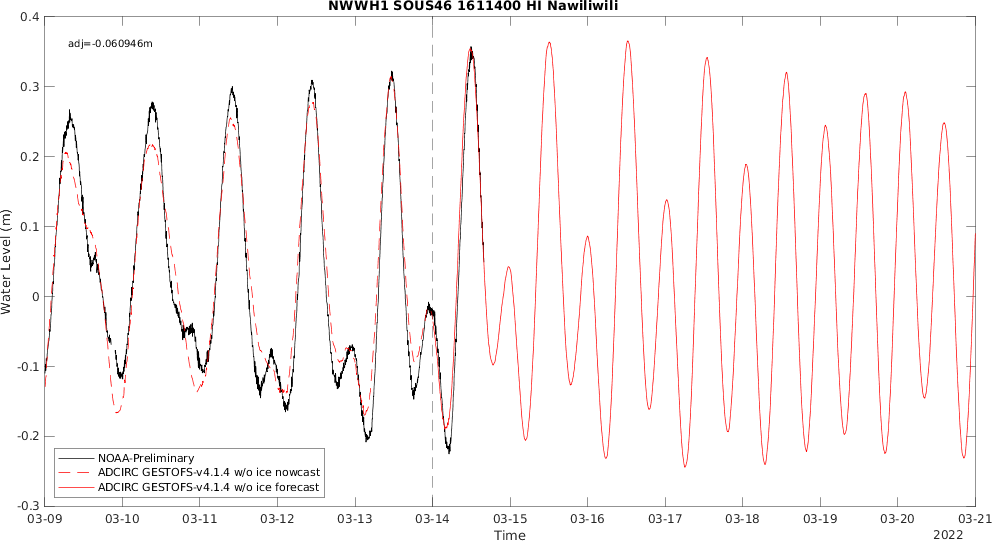 NWWH1 SOUS46 1611400 HI Nawiliwili
adj=-0.060946m
Water Level (m)
0.4
0.3
0.2
0.1
0
-0.1
-0.2
-0.3
NOAA-Preliminary
ADCIRC GESTOFS-v4.1.4 w/o ice nowcast
ADCIRC GESTOFS-v4.1.4 w/o ice forecast
03-09 03-10 03-11 03-12 03-13 03-14 03-15 03-16 03-17 03-18 03-19 03-20 03-21
Time
2022